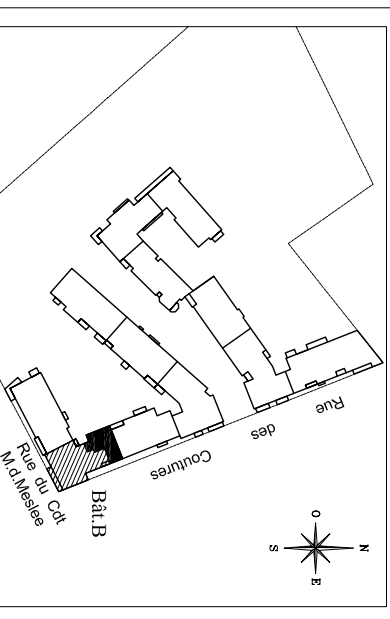 Rue des Coutures
Rue du Cdt
M.d.Meslee
Bât.B
O
N
S
E